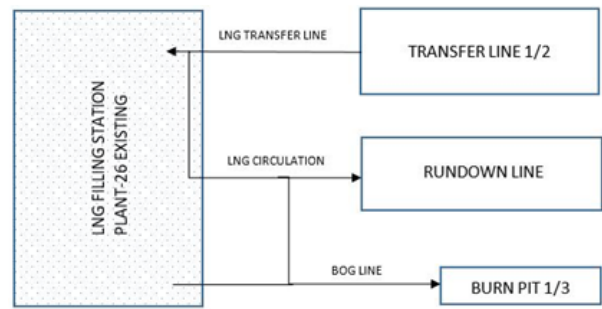 LNG FILLING STATION
PLANT-26 EXISTING
LNG TRANSFER LINE
TRANSFER LINE 1/2
LNG CIRCULATION
RUNDOWN LINE
BOG LINE
BURN PIT 1/3